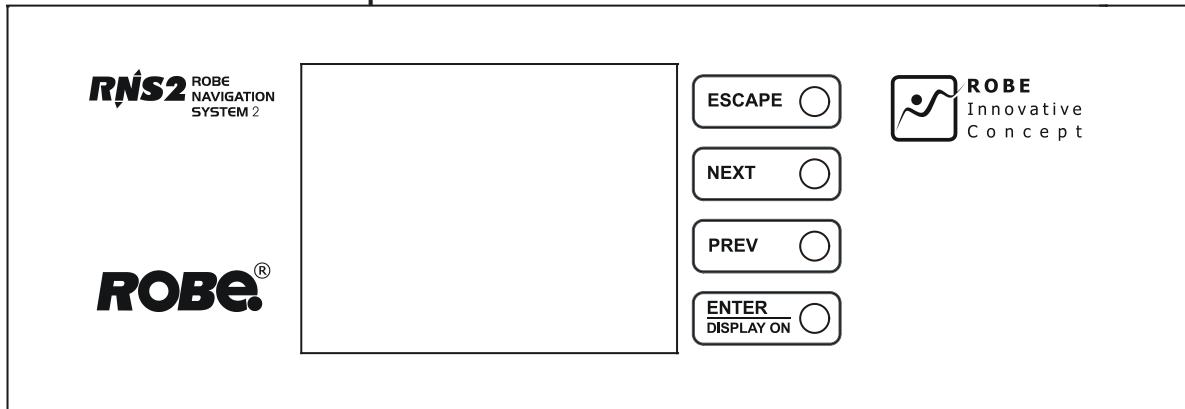 RNS2 ROBE
NAVIGATION
SYSTEM 2
ROBE®
ESCAPE
NEXT
PREV
ENTER
DISPLAY ON
ROBE
Innovative
Concept